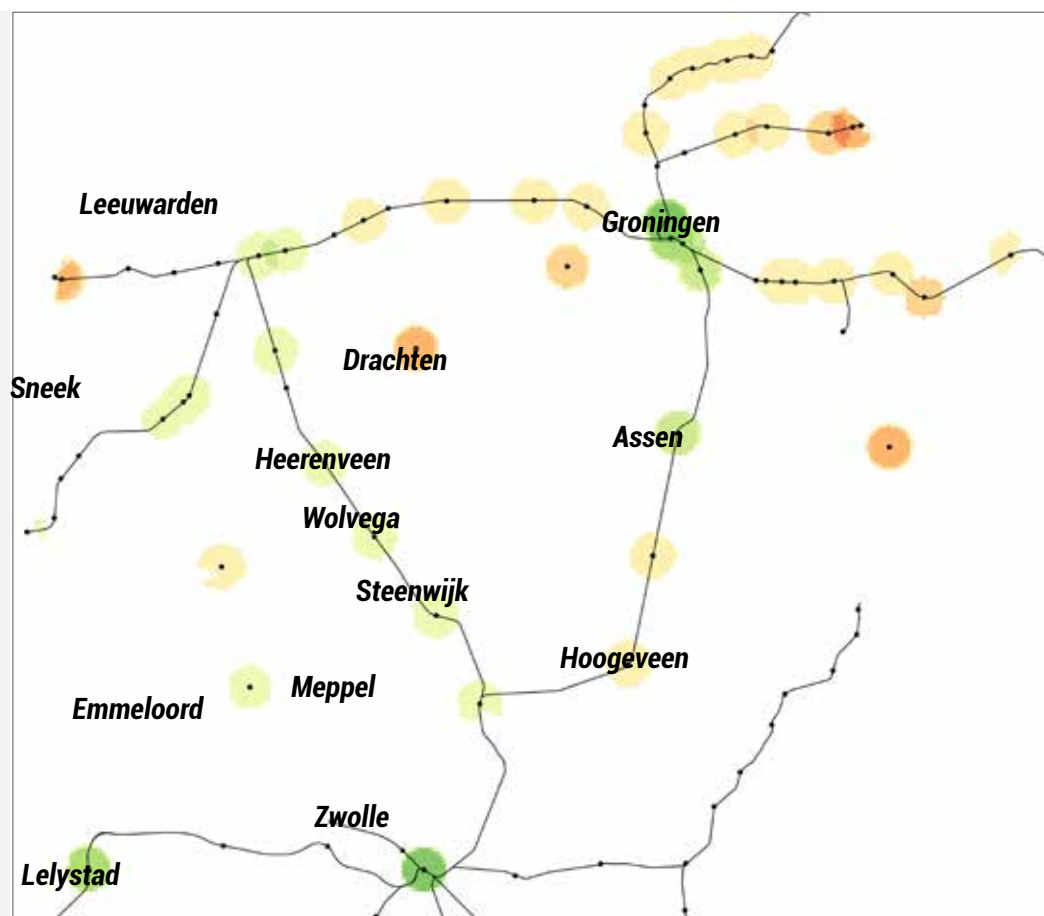 Leeuwarden
Groningen
Drachten
Sneek
Assen
Heerenveen
Wolvega
Steenwijk
Hoogeveen
Meppel
Emmeloord
Zwolle
Lelystad